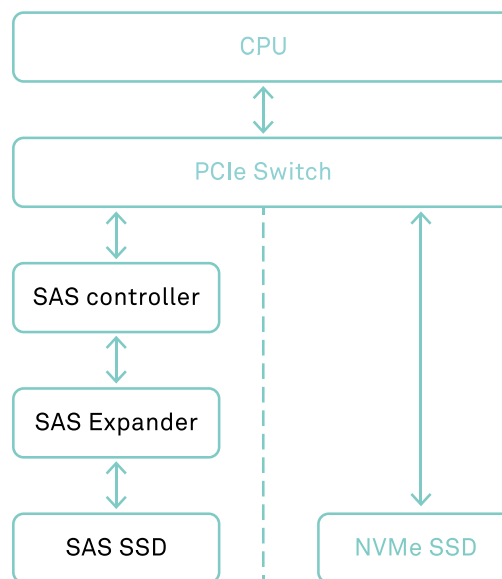 CPU
PCIe Switch
SAS controller
SAS Expander
SAS SSD
NVMe SSD